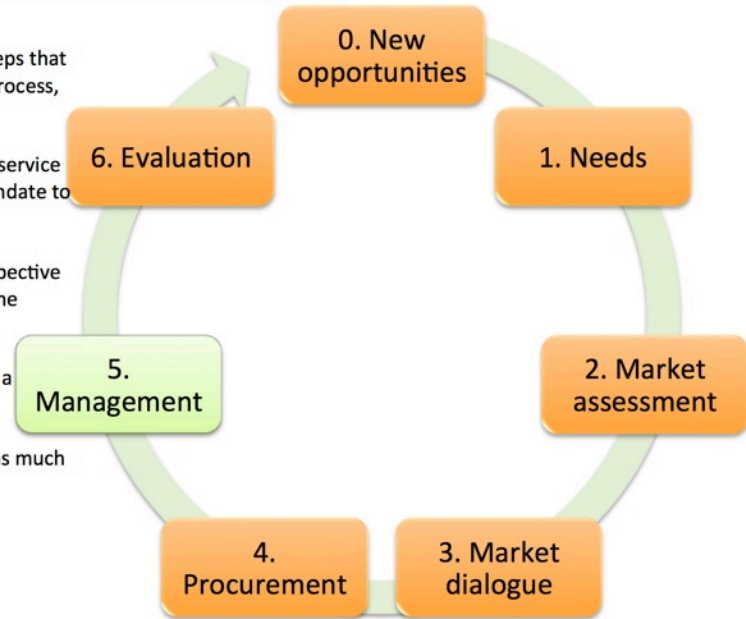 eps that
rocess,
service
ndate to
pective
ne
a
as much
0. New
opportunities
1. Needs
2. Market
assessment
3. Market
dialogue
4.
Procurement
5.
Management
6. Evaluation